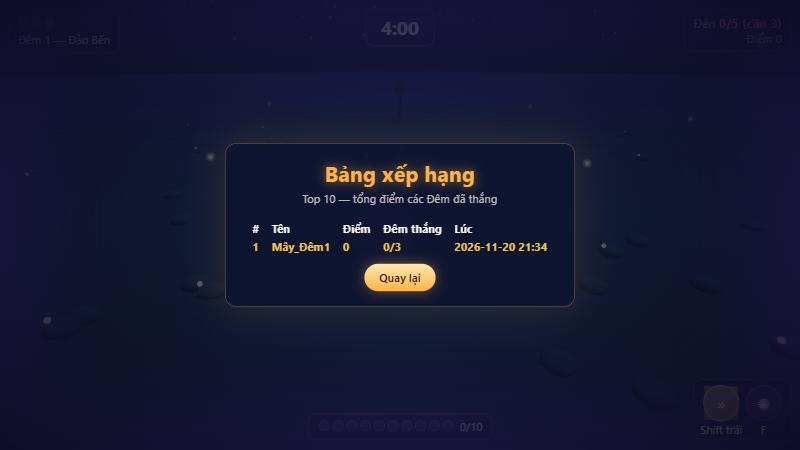 Đêm 1 — Đảo Bến
4:00
Đèn 0/5 (cần 3)
Điểm 0
Bảng xếp hạng
Top 10 — tổng điểm các Đêm đã thắng
# Tên Điểm Đêm thắng Lúc
1 Mây_Đêm1 0 0/3 2026-11-20 21:34
Quay lại
0/10
»
Shift trái F